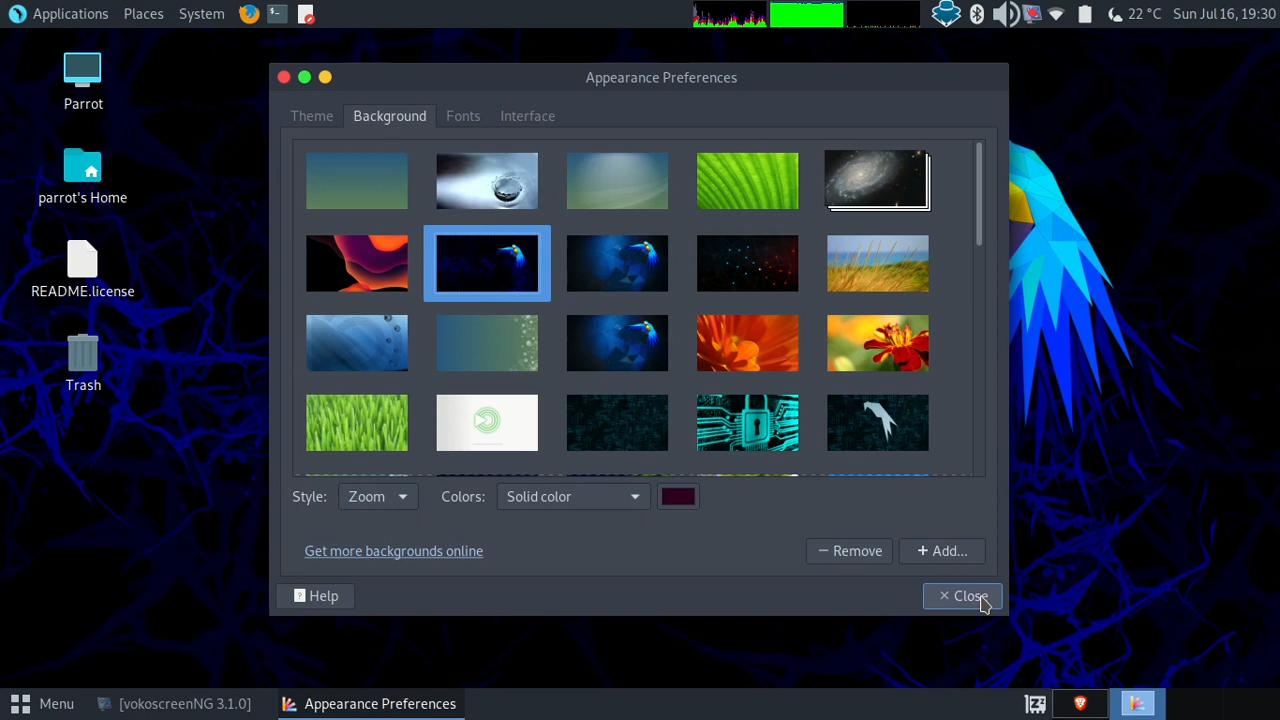 Applications Places System 22 °C Sun Jul 16, 19:30
Parrot
parrot's Home
README.license
Trash
Appearance Preferences
Theme Background Fonts Interface
Style: Zoom Colors: Solid color
Get more backgrounds online
Remove Add...
Help Close
Menu [vokoscreenNG 3.1.0] Appearance Preferences